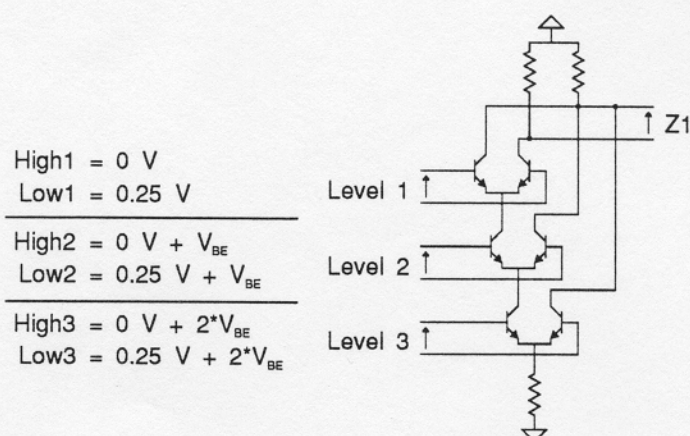 High1 = 0 V
Low1 = 0.25 V
High2 = 0 V + VBE
Low2 = 0.25 V + VBE
High3 = 0 V + 2*VBE
Low3 = 0.25 V + 2*VBE
Z1
Level 1
Level 2
Level 3